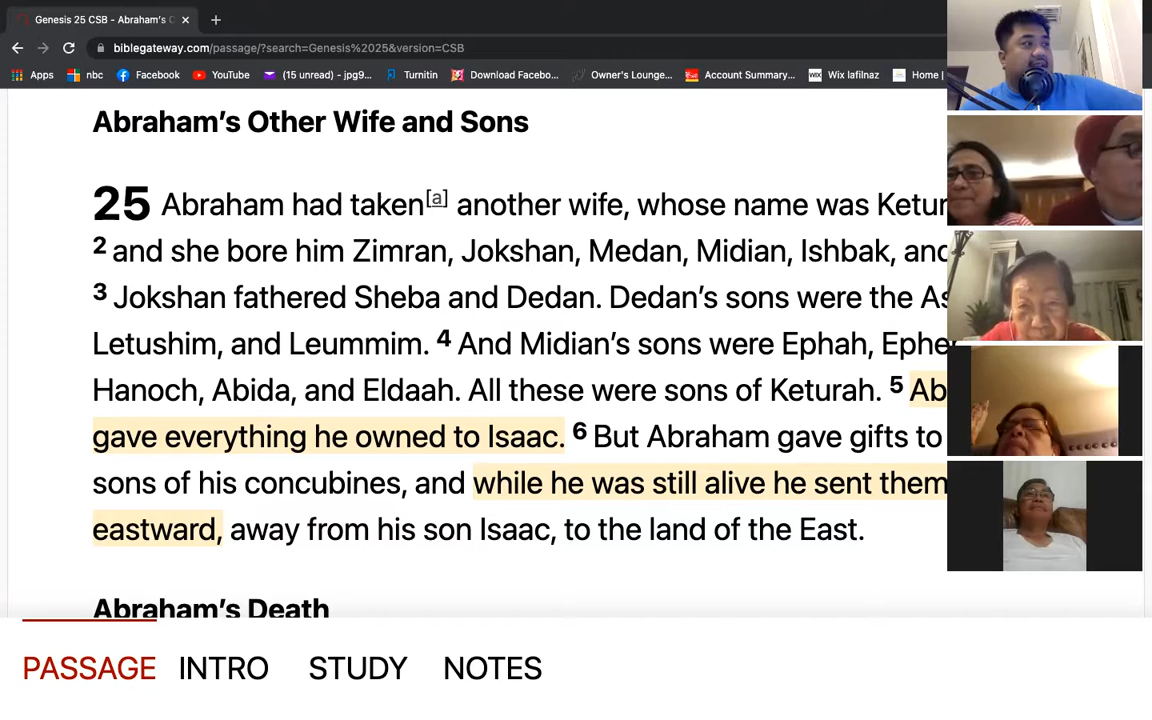 Genesis 25 CSB - Abraham's
biblegateway.com/passage/?search=Genesis%2025&version=CSB
Apps nbc Facebook YouTube (15 unread) - jpg9... Turnitin Download Facebo... Owner's Lounge... Account Summary... WIX Wix lafilnaz Home |
Abraham's Other Wife and Sons
25 Abraham had taken[a] another wife, whose name was Ketur
2 and she bore him Zimran, Jokshan, Medan, Midian, Ishbak, and
3 Jokshan fathered Sheba and Dedan. Dedan's sons were the As
Letushim, and Leummim. 4 And Midian's sons were Ephah, Ephe
Hanoch, Abida, and Eldaah. All these were sons of Keturah. 5 Ab
gave everything he owned to Isaac. 6 But Abraham gave gifts to
sons of his concubines, and while he was still alive he sent them
eastward, away from his son Isaac, to the land of the East.
Abraham's Death
PASSAGE INTRO STUDY NOTES